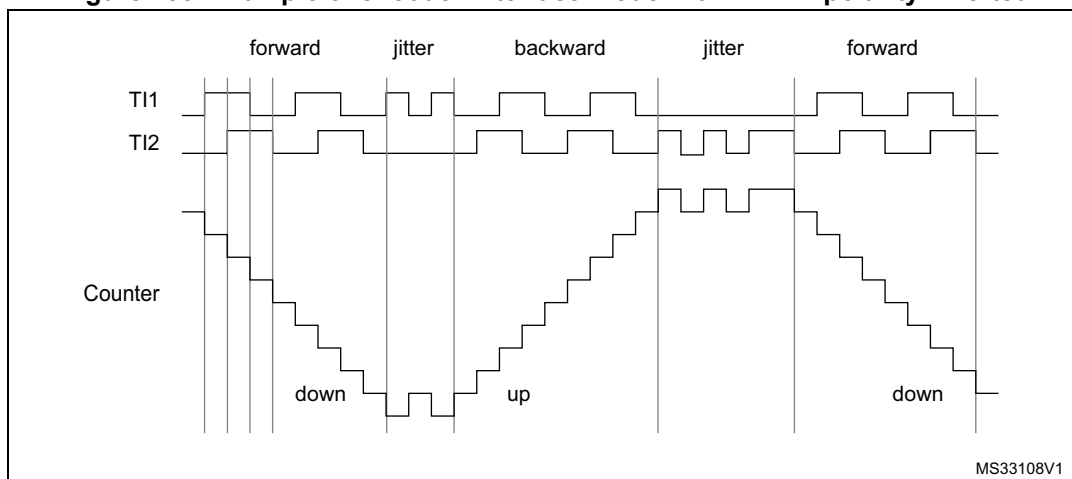 forward jitter backward jitter forward
TI1
TI2
Counter
down up down
MS33108V1